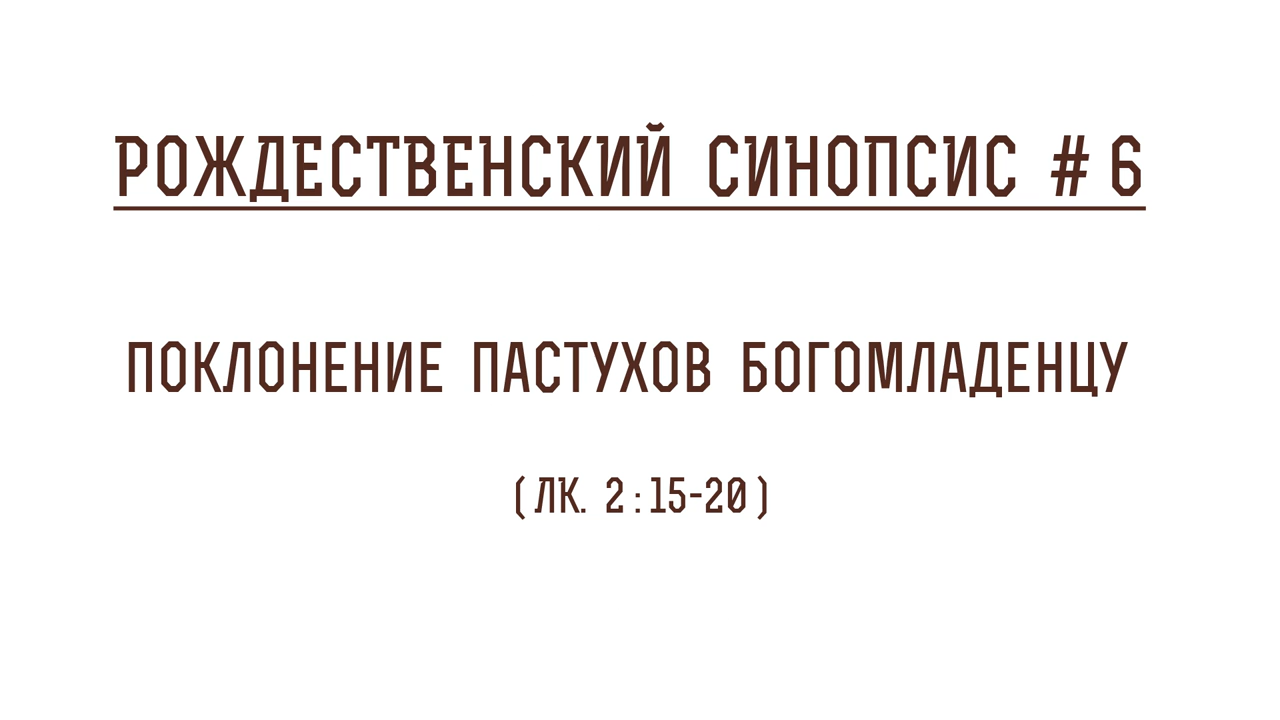 РОЖДЕСТВЕНСКИЙ СИНОПСИС # 6
ПОКЛОНЕНИЕ ПАСТУХОВ БОГОМЛАДЕНЦУ
(ЛК. 2:15-20)